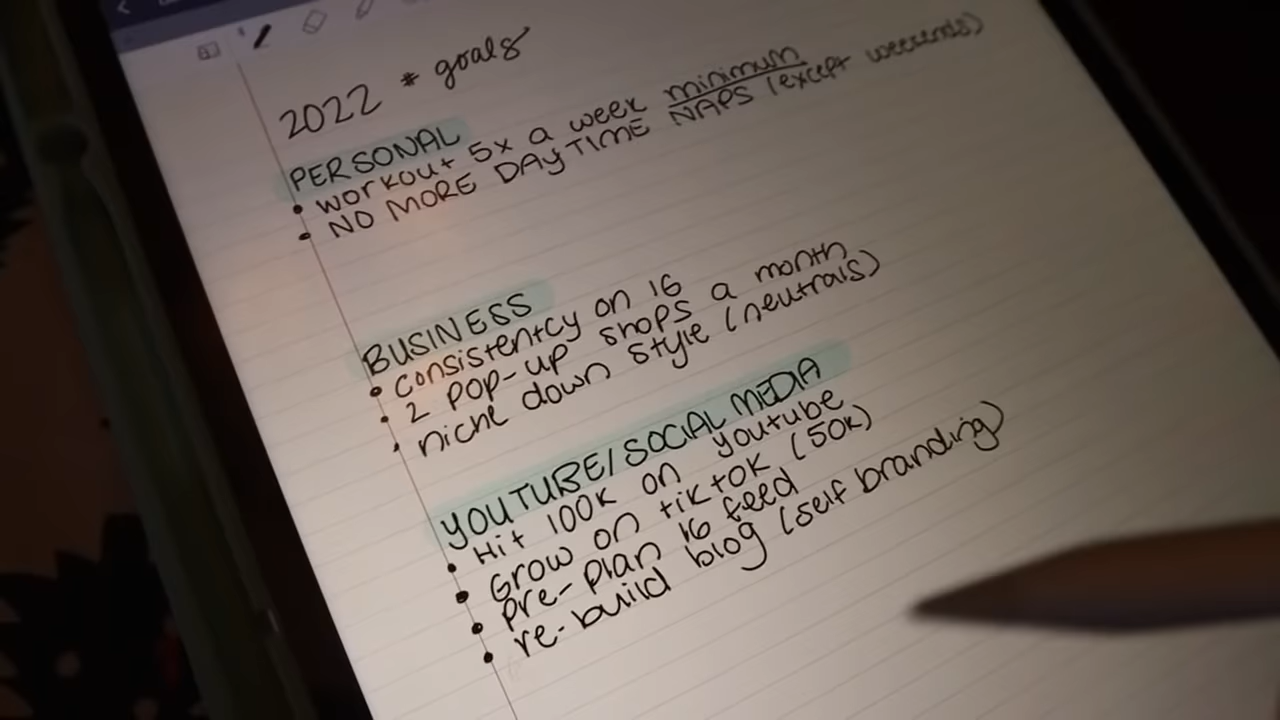 2022 * goals
PERSONAL
• workout 5x a week minimum
• NO MORE DAYTIME NAPS (except weekends)
BUSINESS
• consistentcy on IG
• 2 pop-up shops a month
• niche down style (neutrals)
YOUTUBE/SOCIAL MEDIA
• Hit 100K on youtube
• Grow on tiktok (50K)
• Pre-plan IG feed
• re-build blog (self branding)